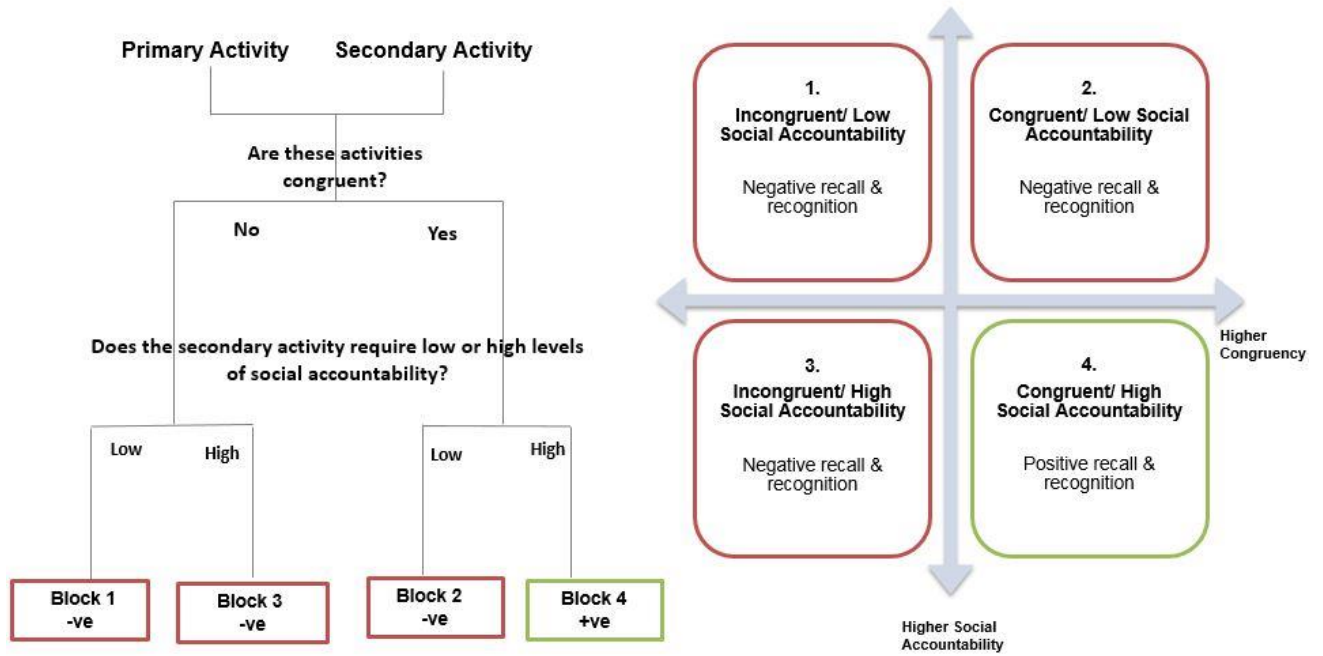 Primary Activity
Secondary Activity
Are these activities
congruent?
No
Yes
Does the secondary activity require low or high levels
of social accountability?
Low
High
Low
High
Block 1
-ve
Block 3
-ve
Block 2
-ve
Block 4
+ve
1.
Incongruent/ Low
Social Accountability
Negative recall &
recognition
2.
Congruent/ Low Social
Accountability
Negative recall &
recognition
Higher
Congruency
3.
Incongruent/ High
Social Accountability
Negative recall &
recognition
4.
Congruent/ High
Social Accountability
Positive recall &
recognition
Higher Social
Accountability